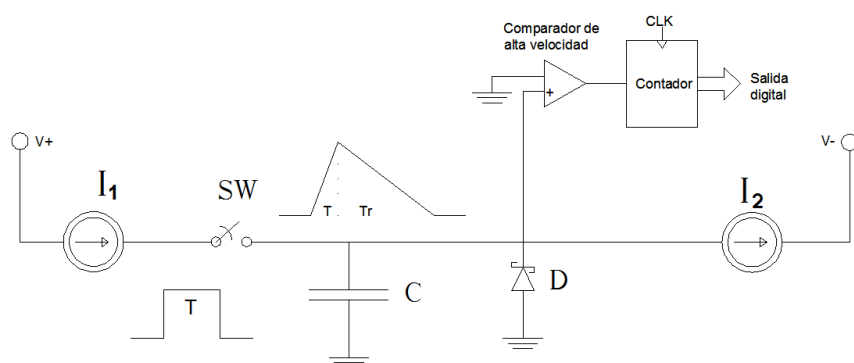 Comparador de
alta velocidad
CLK
Contador
Salida
digital
+
V+
I1
SW
T
Tr
V-
I2
T
C
D